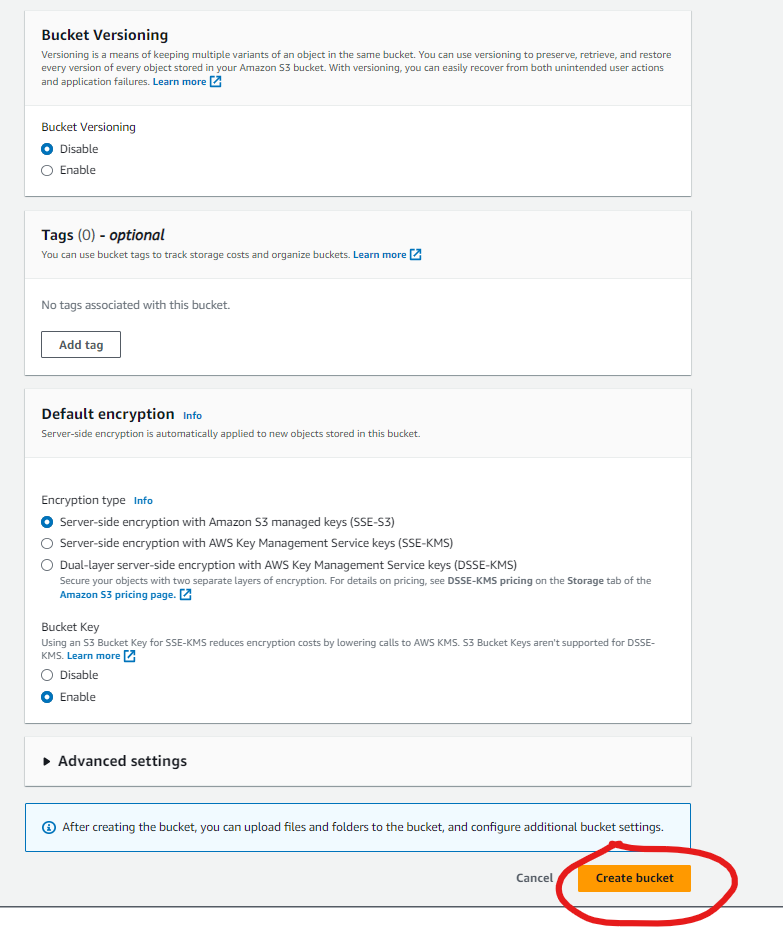 Bucket Versioning
Versioning is a means of keeping multiple variants of an object in the same bucket. You can use versioning to preserve, retrieve, and restore
every version of every object stored in your Amazon S3 bucket. With versioning, you can easily recover from both unintended user actions
and application failures. Learn more
Bucket Versioning
Disable
Enable
Tags (0) - optional
You can use bucket tags to track storage costs and organize buckets. Learn more
No tags associated with this bucket.
Add tag
Default encryption Info
Server-side encryption is automatically applied to new objects stored in this bucket.
Encryption type Info
Server-side encryption with Amazon S3 managed keys (SSE-S3)
Server-side encryption with AWS Key Management Service keys (SSE-KMS)
Dual-layer server-side encryption with AWS Key Management Service keys (DSSE-KMS)
Secure your objects with two separate layers of encryption. For details on pricing, see DSSE-KMS pricing on the Storage tab of the
Amazon S3 pricing page.
Bucket Key
Using an S3 Bucket Key for SSE-KMS reduces encryption costs by lowering calls to AWS KMS. S3 Bucket Keys aren't supported for DSSE-
KMS. Learn more
Disable
Enable
Advanced settings
After creating the bucket, you can upload files and folders to the bucket, and configure additional bucket settings.
Cancel Create bucket